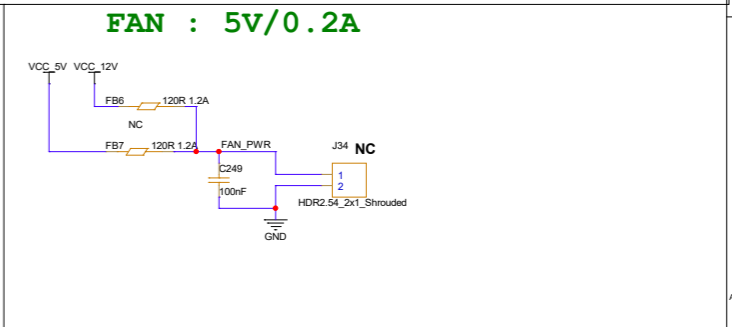 FAN : 5V/0.2A
VCC_5V VCC_12V
FB6 120R 1.2A
NC
FB7 120R 1.2A FAN_PWR
J34 NC
C249
100nF
1
2
HDR2.54_2x1_Shrouded
GND
A